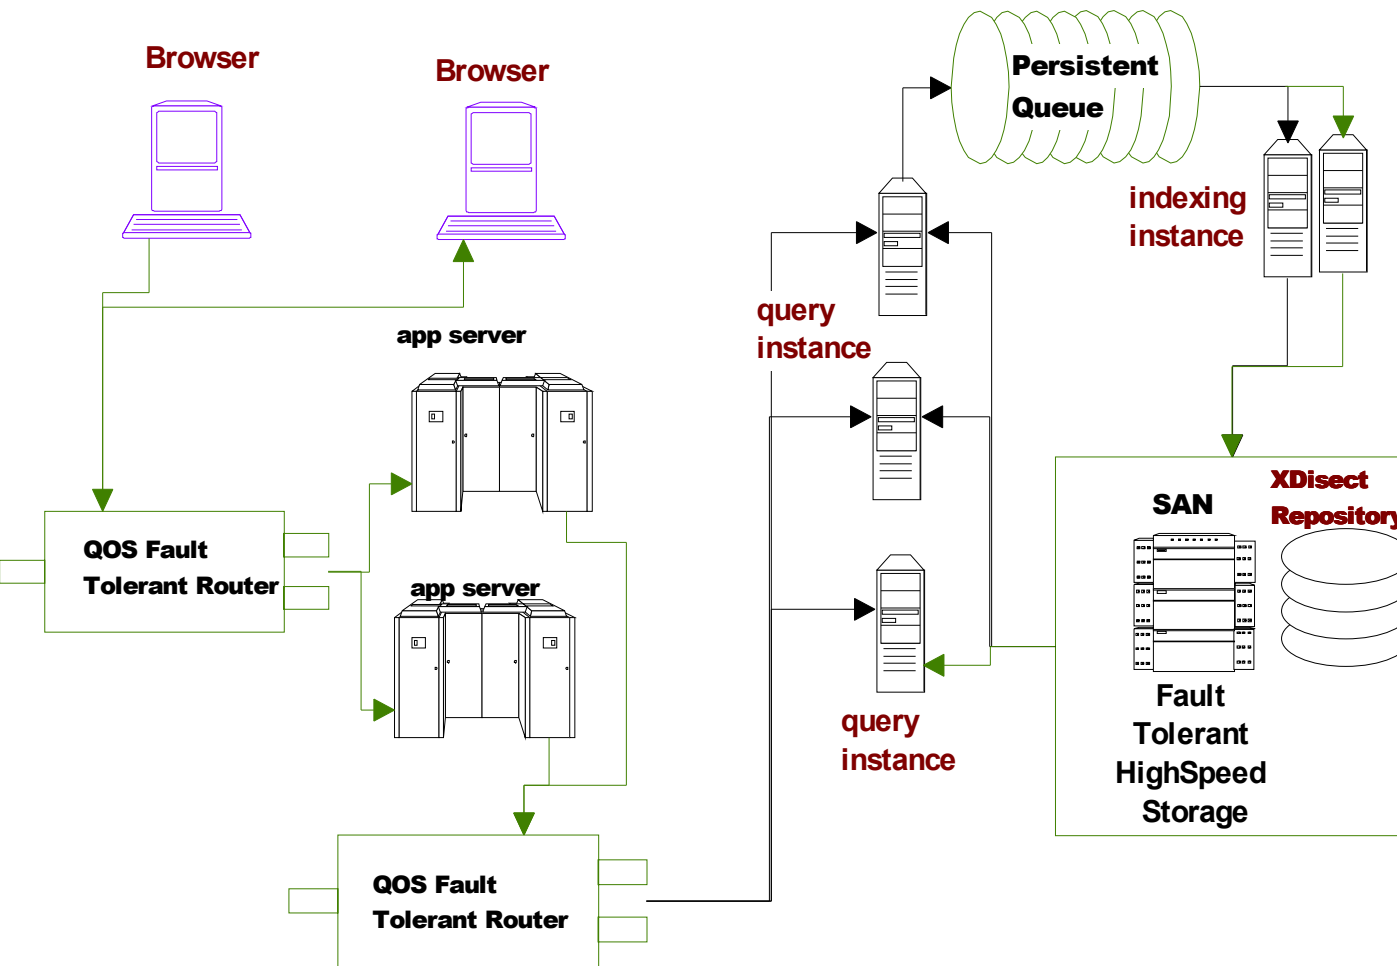 Browser
Browser
Persistent
Queue
indexing
instance
query
instance
app server
XDisect
Repository
SAN
QOS Fault
Tolerant Router
app server
Fault
Tolerant
HighSpeed
Storage
query
instance
QOS Fault
Tolerant Router